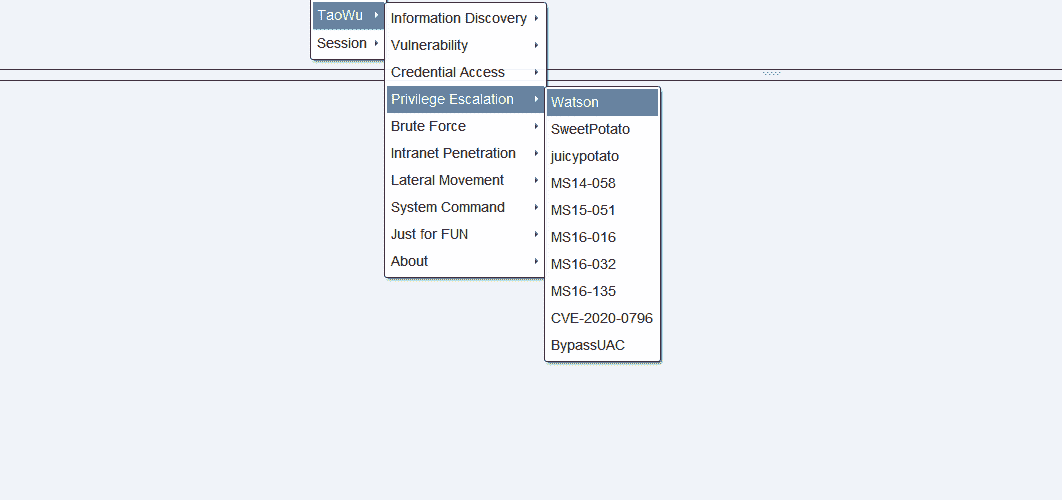 TaoWu
Session
Information Discovery
Vulnerability
Credential Access
Privilege Escalation
Brute Force
Intranet Penetration
Lateral Movement
System Command
Just for FUN
About
Watson
SweetPotato
juicypotato
MS14-058
MS15-051
MS16-016
MS16-032
MS16-135
CVE-2020-0796
BypassUAC